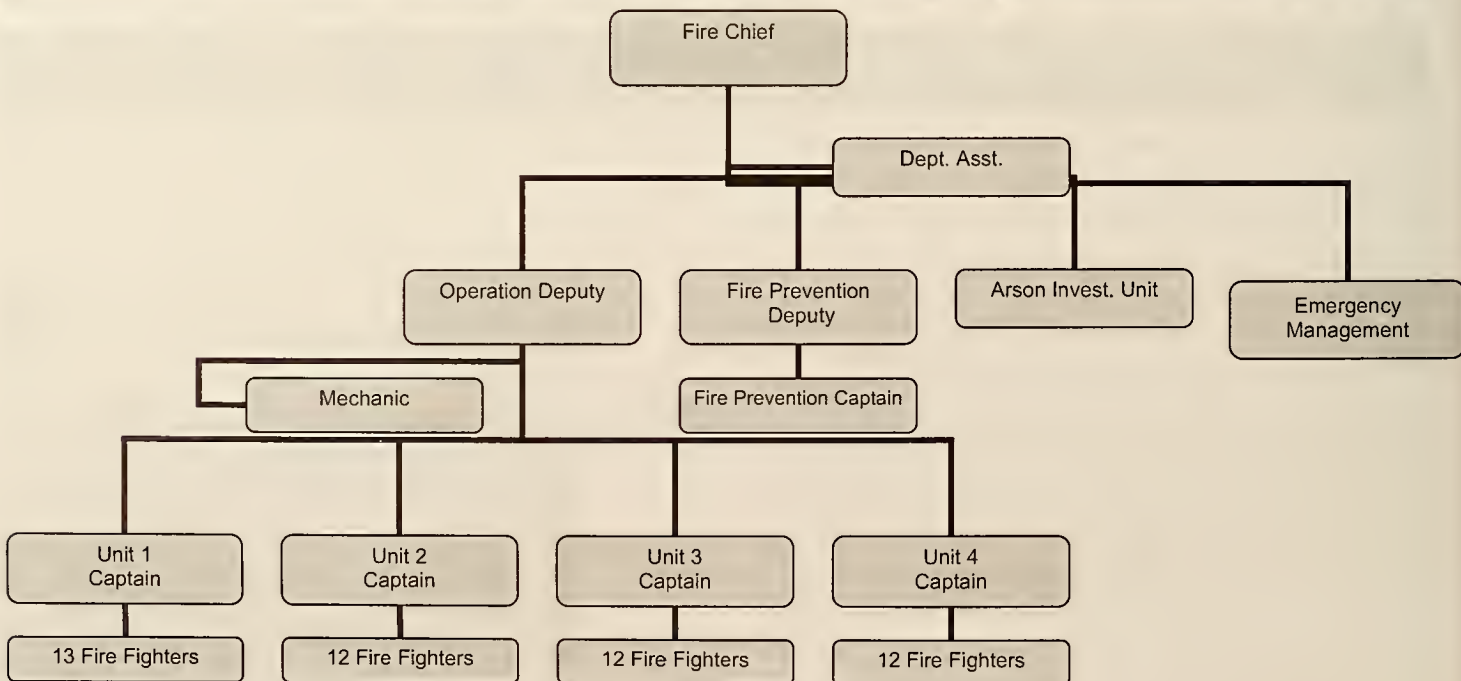 Fire Chief
Dept. Asst.
Operation Deputy
Fire Prevention
Deputy
Arson Invest. Unit
Emergency
Management
Mechanic
Fire Prevention Captain
Unit 1
Captain
Unit 2
Captain
Unit 3
Captain
Unit 4
Captain
13 Fire Fighters
12 Fire Fighters
12 Fire Fighters
12 Fire Fighters